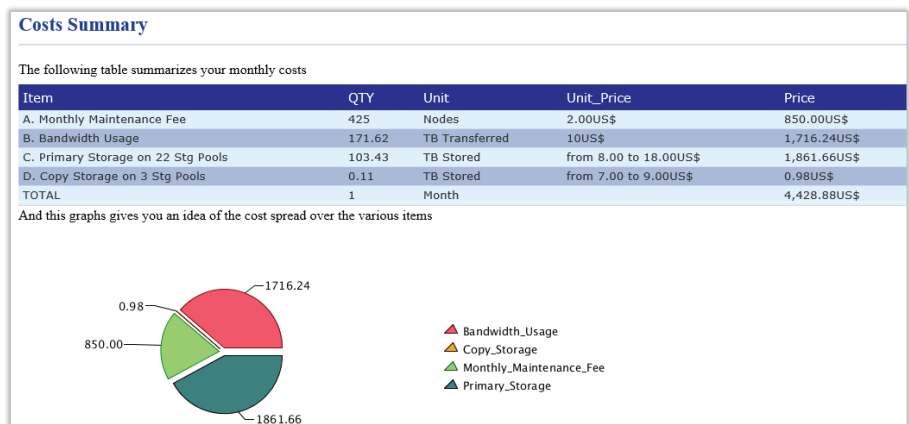 Costs Summary
The following table summarizes your monthly costs
Item QTY Unit Unit_Price Price
A. Monthly Maintenance Fee 425 Nodes 2.00US$ 850.00US$
B. Bandwidth Usage 171.62 TB Transferred 10US$ 1,716.24US$
C. Primary Storage on 22 Stg Pools 103.43 TB Stored from 8.00 to 18.00US$ 1,861.66US$
D. Copy Storage on 3 Stg Pools 0.11 TB Stored from 7.00 to 9.00US$ 0.98US$
TOTAL 1 Month 4,428.88US$
And this graphs gives you an idea of the cost spread over the various items
1716.24
0.98
850.00
1861.66
Bandwidth_Usage
Copy_Storage
Monthly_Maintenance_Fee
Primary_Storage